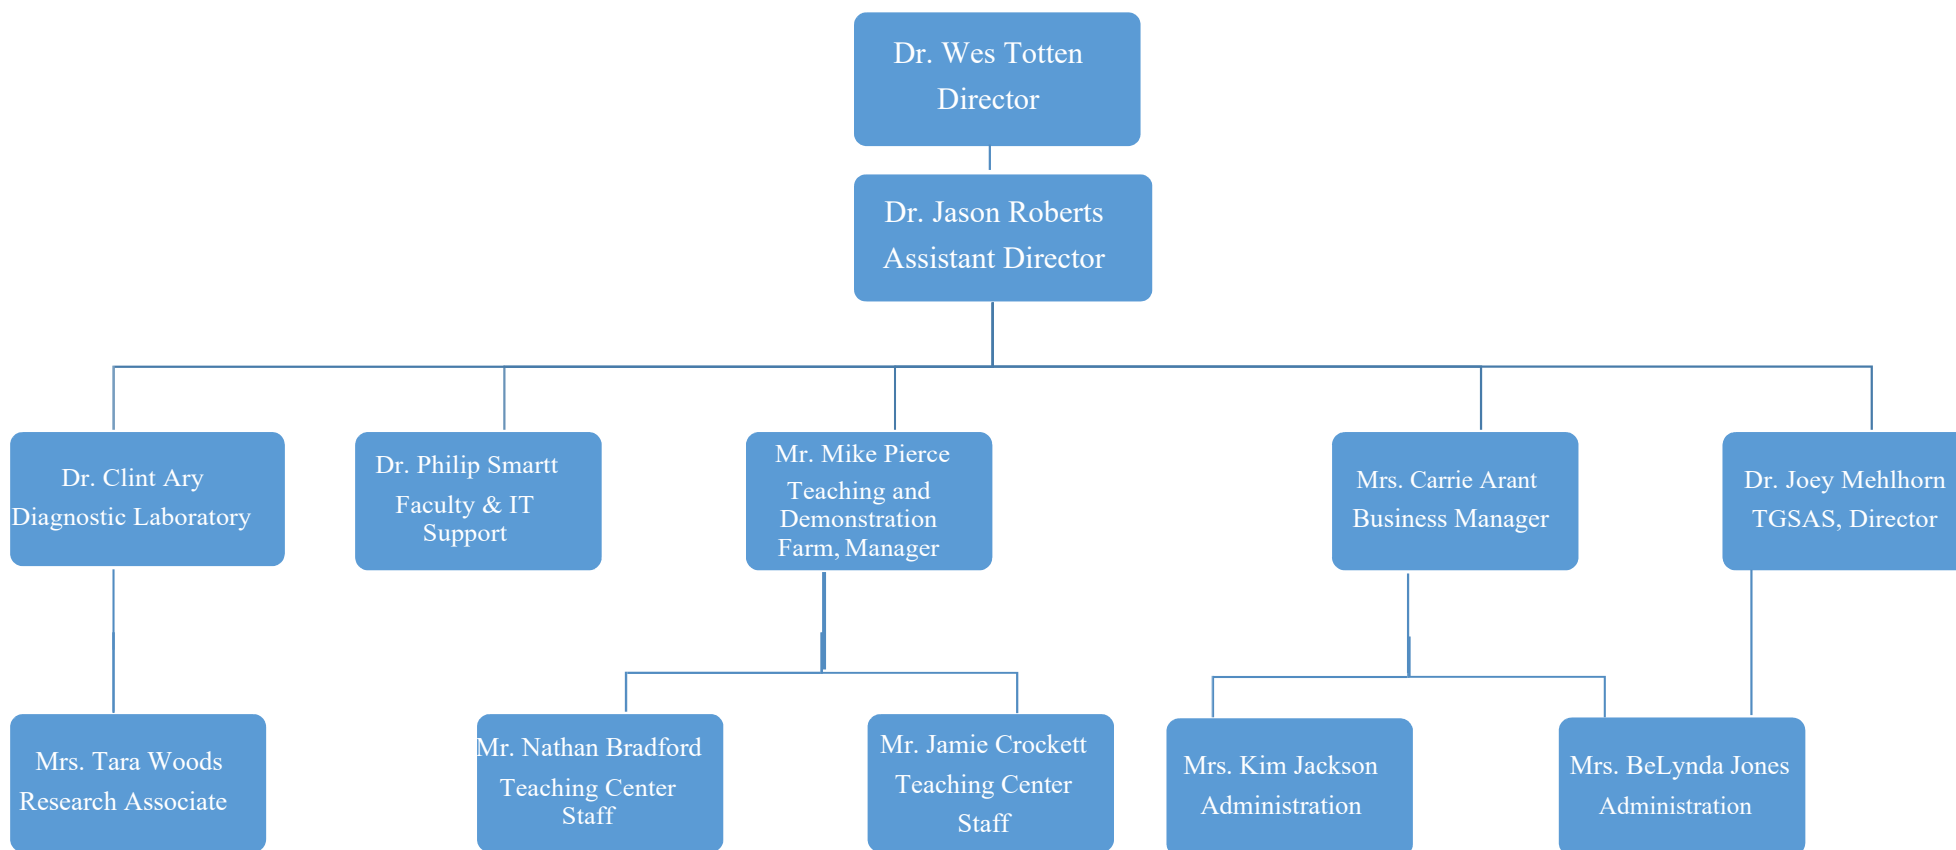 Dr. Wes Totten
Director
Dr. Jason Roberts
Assistant Director
Dr. Clint Ary
Diagnostic Laboratory
Dr. Philip Smartt
Faculty & IT
Support
Mr. Mike Pierce
Teaching and
Demonstration
Farm, Manager
Mrs. Carrie Arant
Business Manager
Dr. Joey Mehlhorn
TGSAS, Director
Mrs. Tara Woods
Research Associate
Mr. Nathan Bradford
Teaching Center
Staff
Mr. Jamie Crockett
Teaching Center
Staff
Mrs. Kim Jackson
Administration
Mrs. BeLynda Jones
Administration